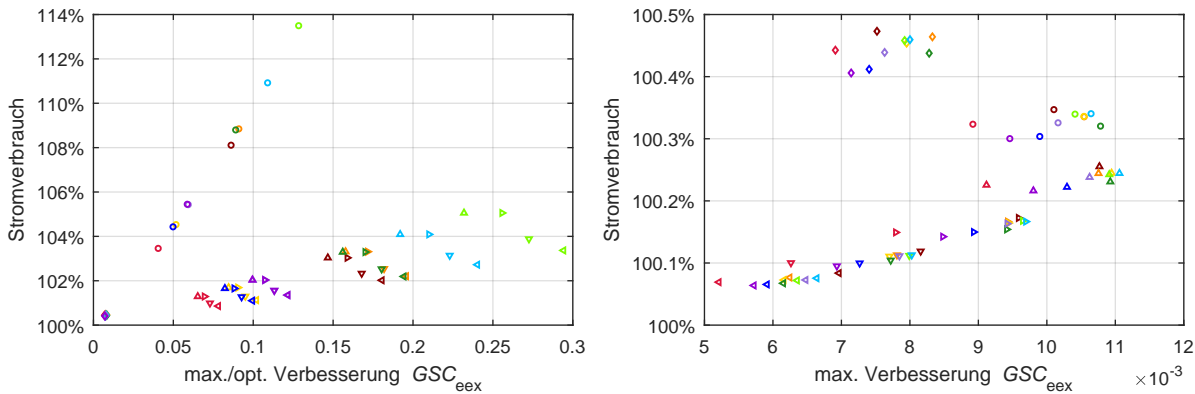 114%
112%
110%
108%
106%
104%
102%
100%
Stromverbrauch
0 0.05 0.1 0.15 0.2 0.25 0.3
max./opt. Verbesserung GSC_eex
100.5%
100.4%
100.3%
100.2%
100.1%
100%
Stromverbrauch
5 6 7 8 9 10 11 12
max. Verbesserung GSC_eex ×10^-3